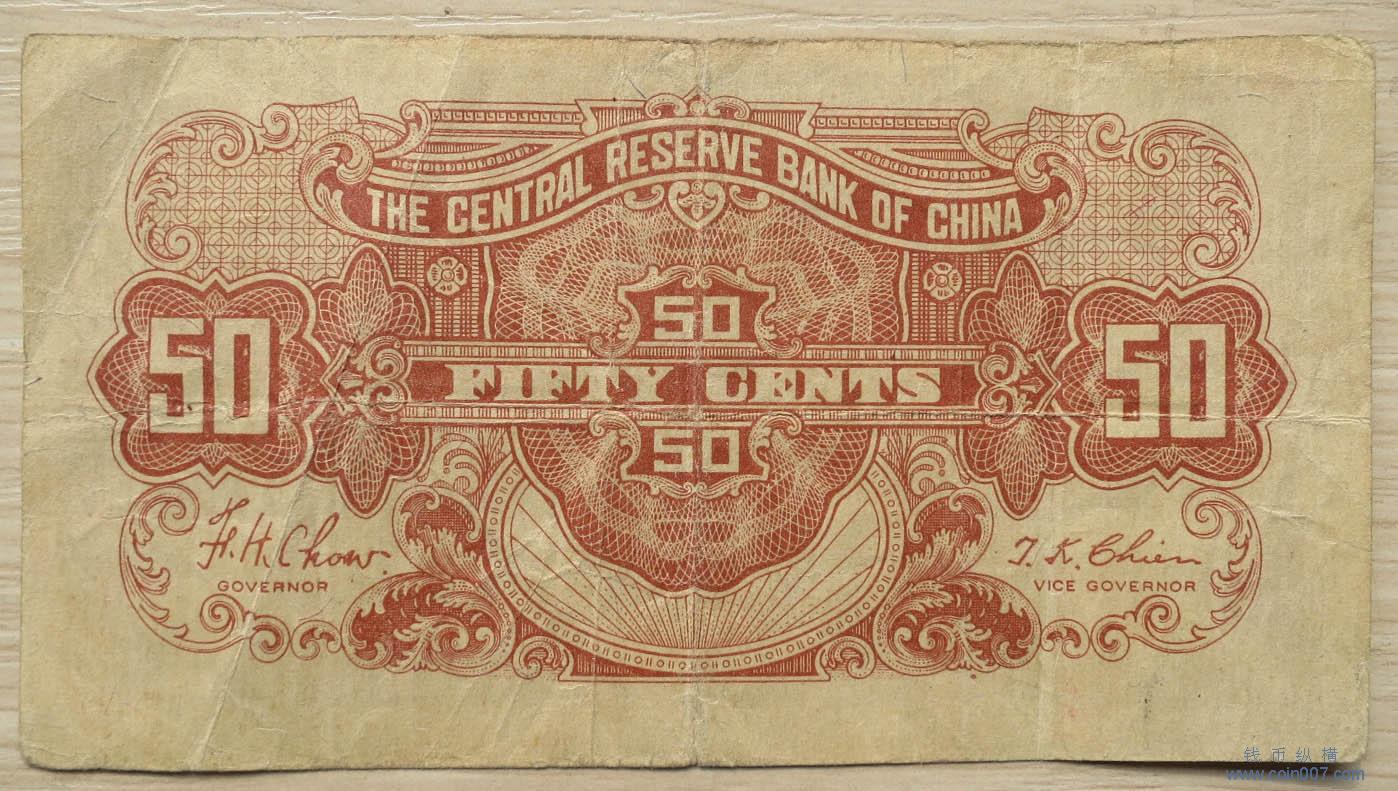 THE CENTRAL RESERVE BANK OF CHINA
50
50 FIFTY CENTS 50
50
F. H. Chow. T. K. Chien
GOVERNOR VICE GOVERNOR
钱币纵横
www.coin007.com